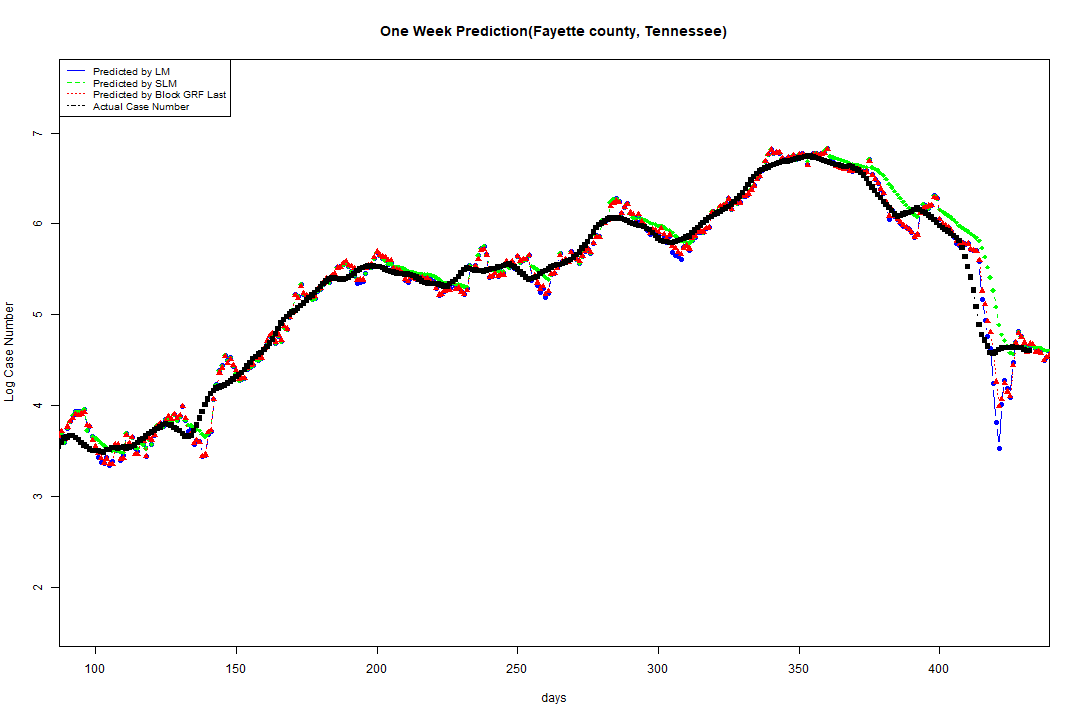 One Week Prediction(Fayette county, Tennessee)
Predicted by LM
Predicted by SLM
Predicted by Block GRF Last
Actual Case Number
Log Case Number
7
6
5
4
3
2
100 150 200 250 300 350 400
days